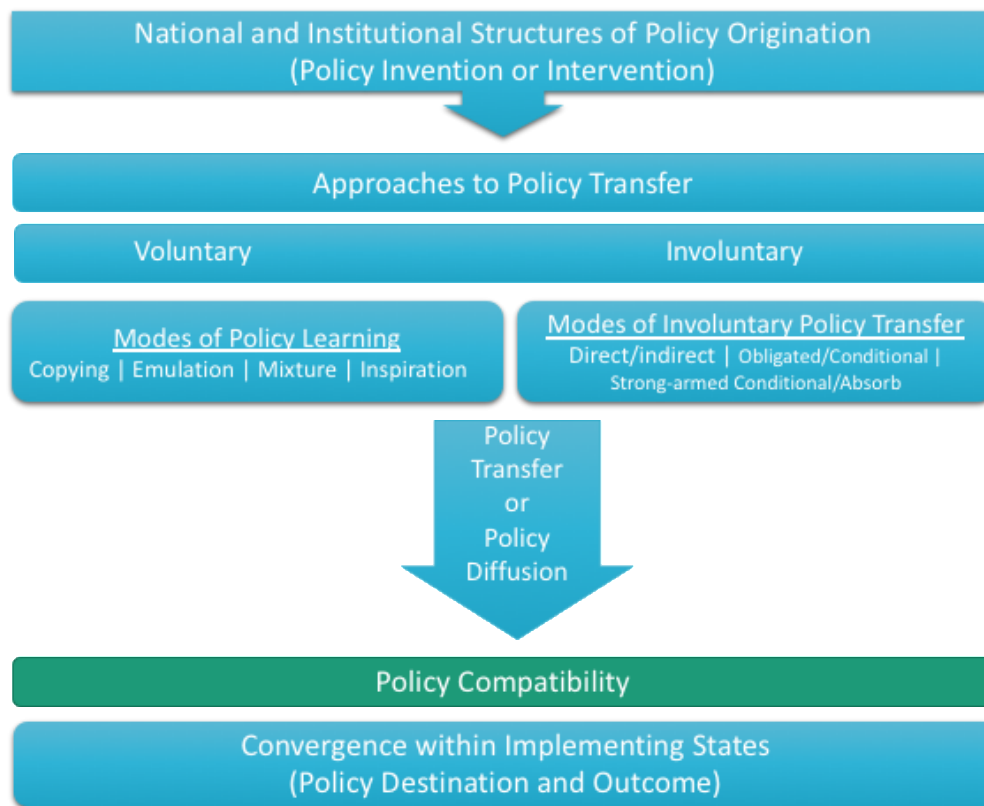 National and Institutional Structures of Policy Origination
(Policy Invention or Intervention)
Approaches to Policy Transfer
Voluntary
Involuntary
Modes of Policy Learning
Copying | Emulation | Mixture | Inspiration
Modes of Involuntary Policy Transfer
Direct/indirect | Obligated/Conditional |
Strong-armed Conditional/Absorb
Policy
Transfer
or
Policy
Diffusion
Policy Compatibility
Convergence within Implementing States
(Policy Destination and Outcome)